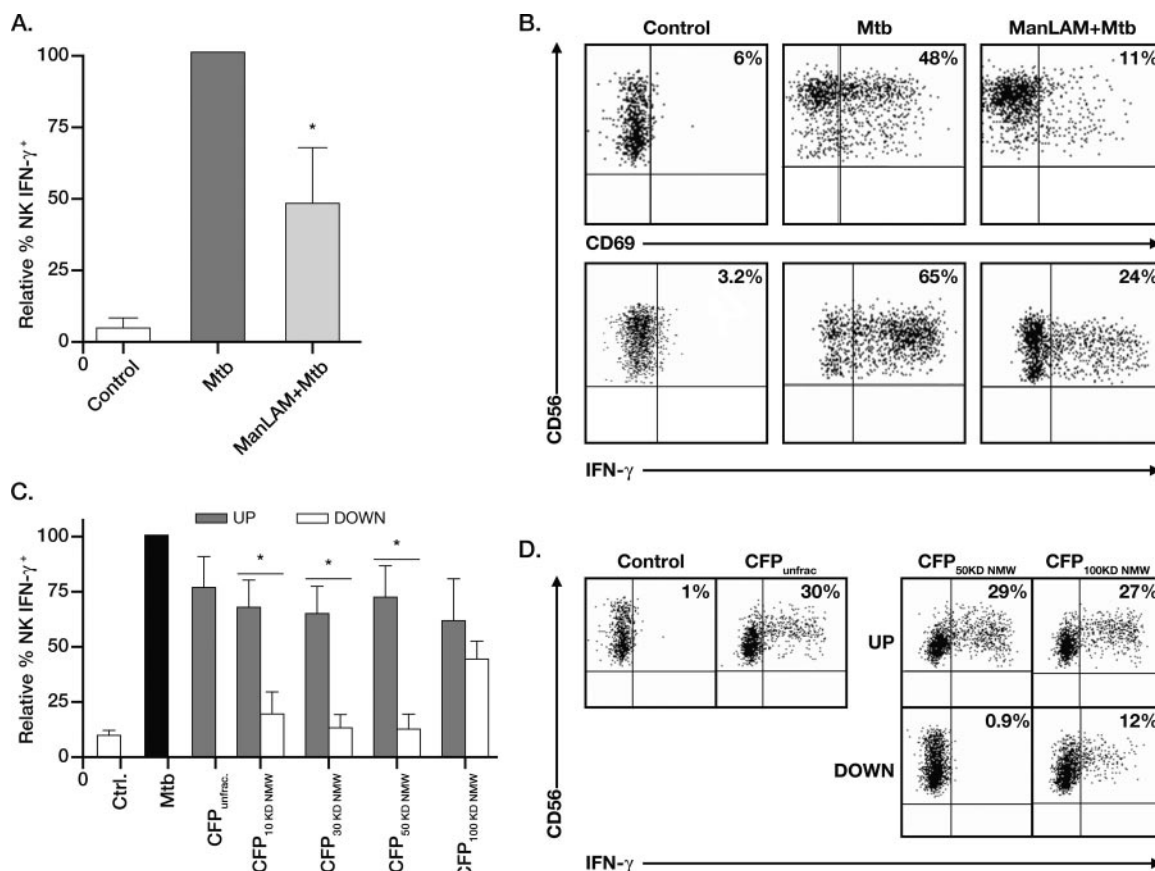 A.
Relative % NK IFN-γ+
100
75
50
25
0
0
Control
Mtb
ManLAM+Mtb
*
B.
Control
Mtb
ManLAM+Mtb
6%
48%
11%
CD69
3.2%
65%
24%
CD56
IFN-γ
C.
UP
DOWN
Relative % NK IFN-γ+
100
75
50
25
0
0
*
*
*
Ctrl.
Mtb
CFPunfrac.
CFP10 KD NMW
CFP30 KD NMW
CFP50 KD NMW
CFP100 KD NMW
D.
Control
CFPunfrac
CFP50KD NMW
CFP100KD NMW
1%
30%
29%
27%
UP
0.9%
12%
DOWN
CD56
IFN-γ